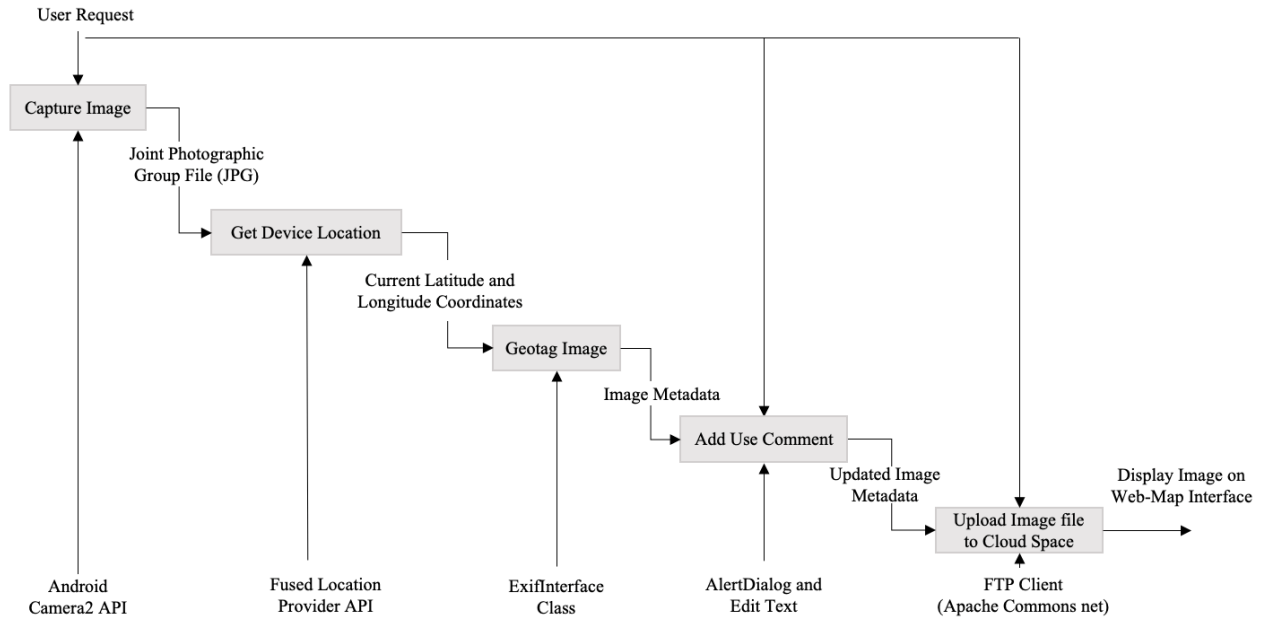 User Request
Capture Image
Joint Photographic
Group File (JPG)
Get Device Location
Current Latitude and
Longitude Coordinates
Geotag Image
Image Metadata
Add Use Comment
Updated Image
Metadata
Display Image on
Web-Map Interface
Upload Image file
to Cloud Space
Android
Camera2 API
Fused Location
Provider API
ExifInterface
Class
AlertDialog and
Edit Text
FTP Client
(Apache Commons net)